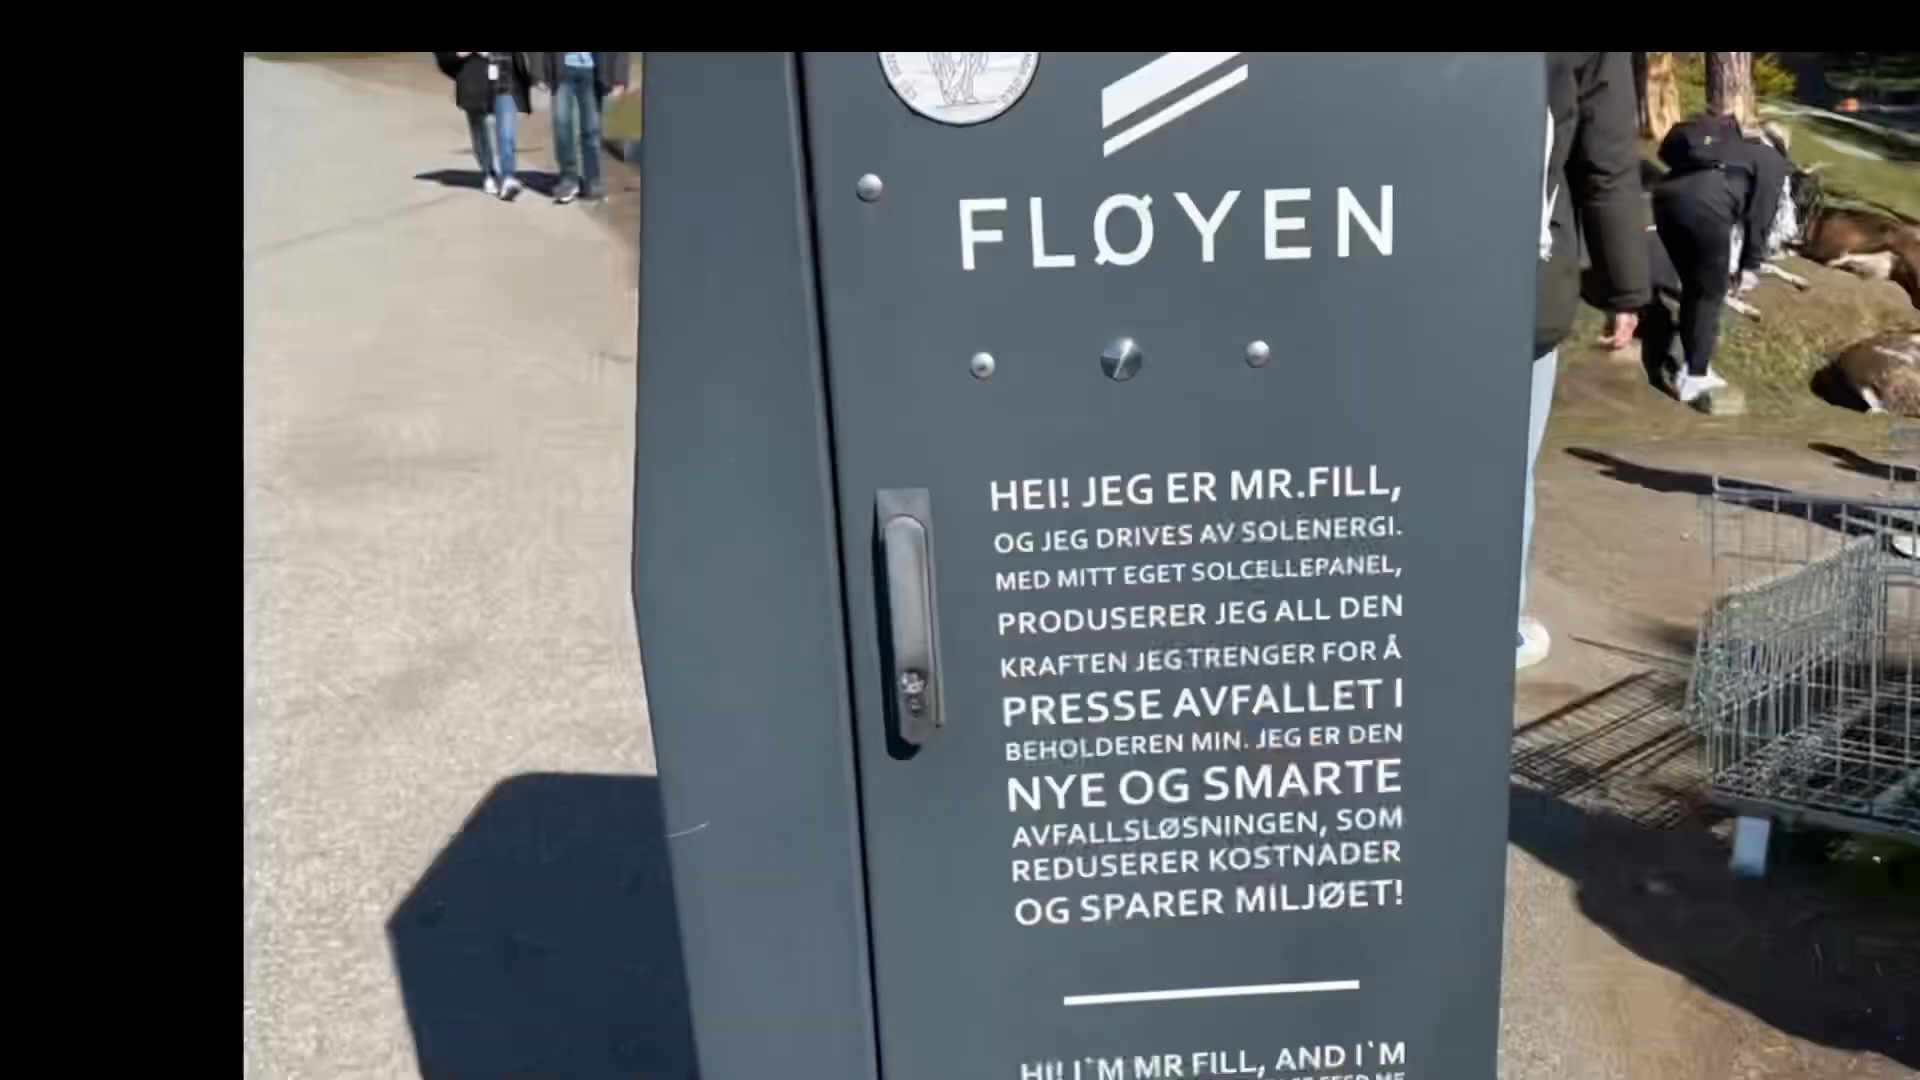 FLØYEN
HEI! JEG ER MR.FILL,
OG JEG DRIVES AV SOLENERGI.
MED MITT EGET SOLCELLEPANEL,
PRODUSERER JEG ALL DEN
KRAFTEN JEG TRENGER FOR Å
PRESSE AVFALLET I
BEHOLDEREN MIN. JEG ER DEN
NYE OG SMARTE
AVFALLSLØSNINGEN, SOM
REDUSERER KOSTNADER
OG SPARER MILJØET!
HI! I`M MR FILL, AND I`M